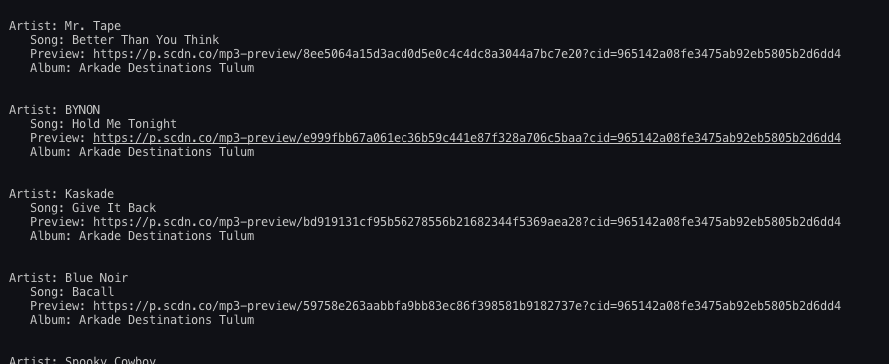 Artist: Mr. Tape
Song: Better Than You Think
Preview: https://p.scdn.co/mp3-preview/8ee5064a15d3acd0d5e0c4c4dc8a3044a7bc7e20?cid=965142a08fe3475ab92eb5805b2d6dd4
Album: Arkade Destinations Tulum
Artist: BYNON
Song: Hold Me Tonight
Preview: https://p.scdn.co/mp3-preview/e999fbb67a061ec36b59c441e87f328a706c5baa?cid=965142a08fe3475ab92eb5805b2d6dd4
Album: Arkade Destinations Tulum
Artist: Kaskade
Song: Give It Back
Preview: https://p.scdn.co/mp3-preview/bd919131cf95b56278556b21682344f5369aea28?cid=965142a08fe3475ab92eb5805b2d6dd4
Album: Arkade Destinations Tulum
Artist: Blue Noir
Song: Bacall
Preview: https://p.scdn.co/mp3-preview/59758e263aabbfa9bb83ec86f398581b9182737e?cid=965142a08fe3475ab92eb5805b2d6dd4
Album: Arkade Destinations Tulum
Artist: Spooky Cowboy